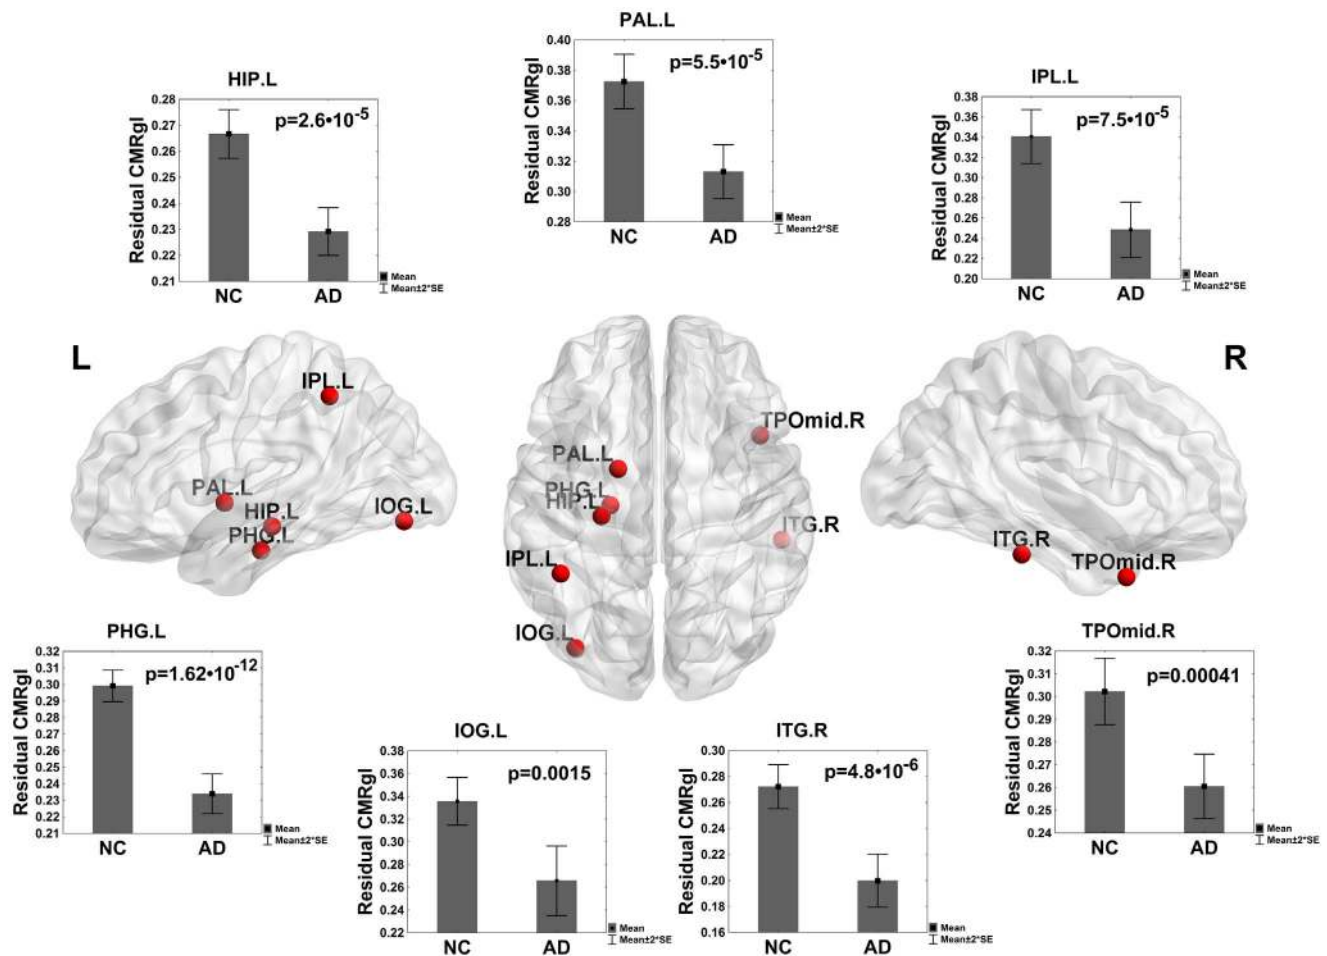 PAL.L
Residual CMRgl
0.40
0.38
0.36
0.34
0.32
0.30
0.28
p=5.5•10⁻⁵
NC AD
Mean
Mean±2*SE
HIP.L
Residual CMRgl
0.28
0.27
0.26
0.25
0.24
0.23
0.22
0.21
p=2.6•10⁻⁵
NC AD
Mean
Mean±2*SE
IPL.L
Residual CMRgl
0.38
0.36
0.34
0.32
0.30
0.28
0.26
0.24
0.22
0.20
p=7.5•10⁻⁵
NC AD
Mean
Mean±2*SE
L
IPL.L
PAL.L
HIP.L
PHG.L
IOG.L
TPOmid.R
PAL.L
PHG.L
HIP.L
ITG.R
IPL.L
IOG.L
R
ITG.R
TPOmid.R
PHG.L
Residual CMRgl
0.32
0.31
0.30
0.29
0.28
0.27
0.26
0.25
0.24
0.23
0.22
0.21
p=1.62•10⁻¹²
NC AD
Mean
Mean±2*SE
IOG.L
Residual CMRgl
0.38
0.36
0.34
0.32
0.30
0.28
0.26
0.24
0.22
p=0.0015
NC AD
Mean
Mean±2*SE
ITG.R
Residual CMRgl
0.30
0.28
0.26
0.24
0.22
0.20
0.18
0.16
p=4.8•10⁻⁶
NC AD
Mean
Mean±2*SE
TPOmid.R
Residual CMRgl
0.32
0.31
0.30
0.29
0.28
0.27
0.26
0.25
0.24
p=0.00041
NC AD
Mean
Mean±2*SE